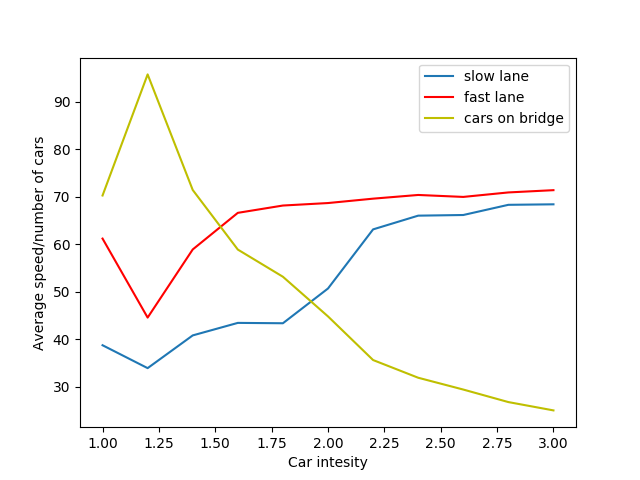 slow lane
fast lane
cars on bridge
Average speed/number of cars
90
80
70
60
50
40
30
1.00 1.25 1.50 1.75 2.00 2.25 2.50 2.75 3.00
Car intesity